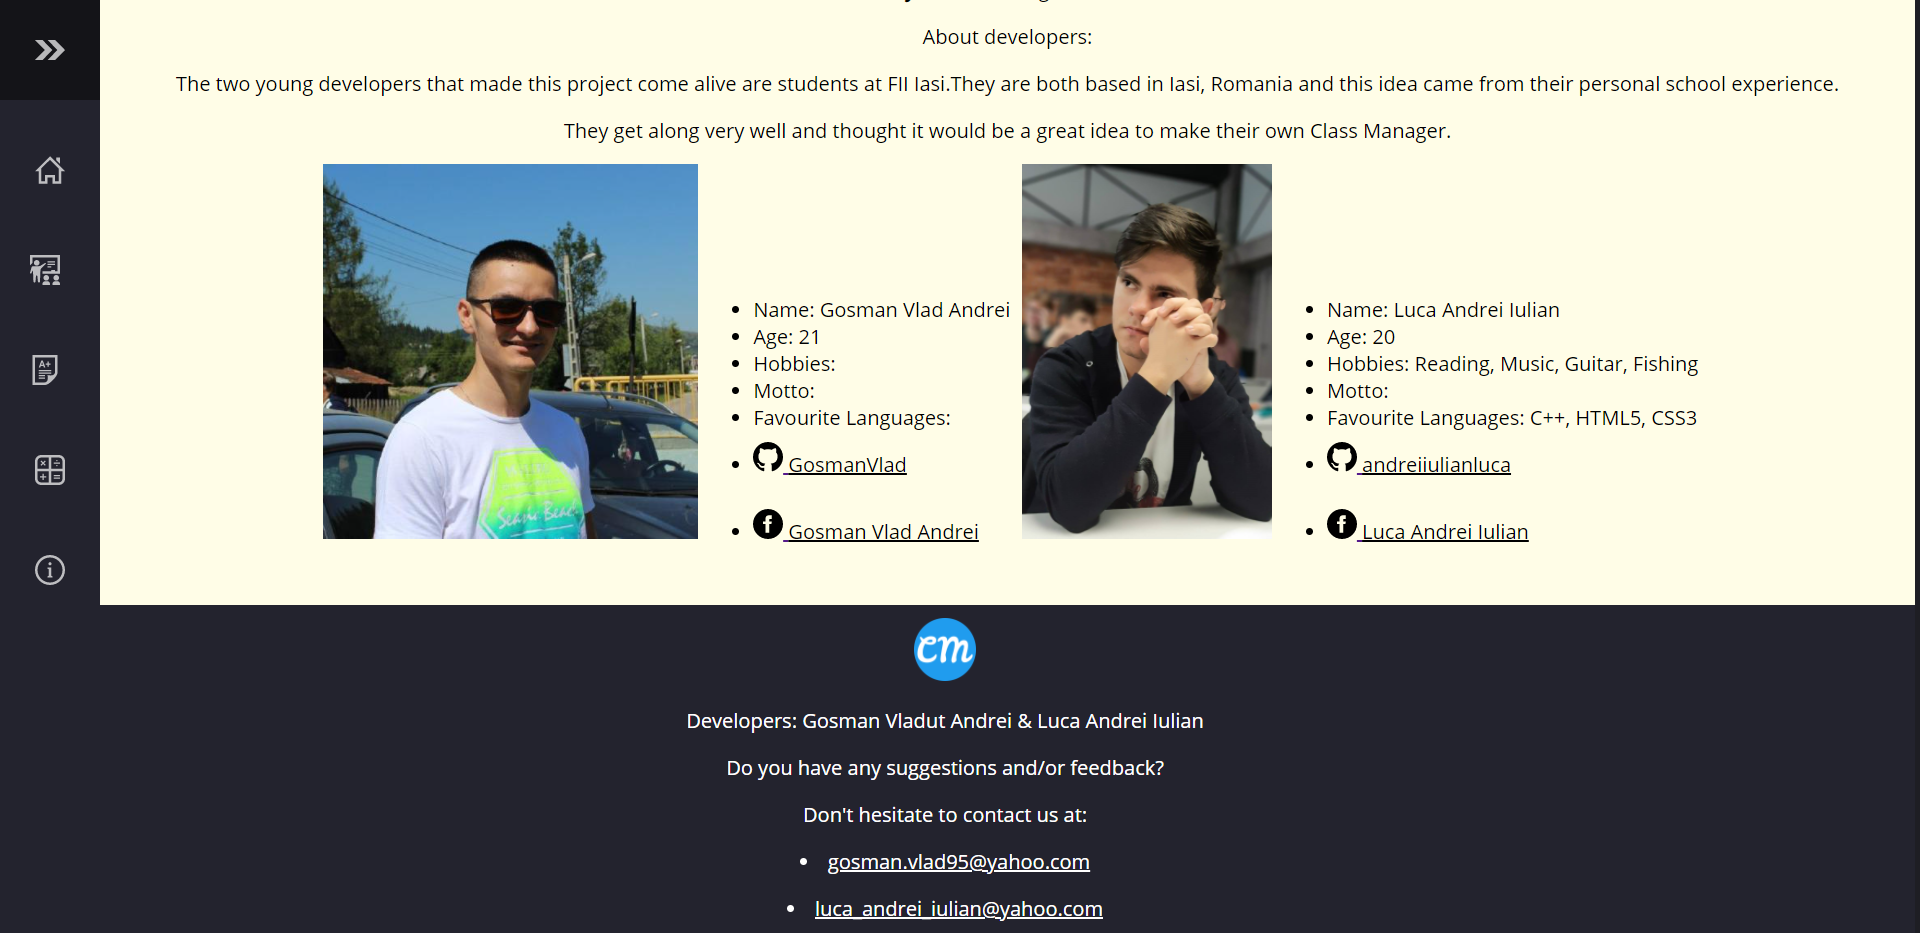 About developers:
The two young developers that made this project come alive are students at FII Iasi.They are both based in Iasi, Romania and this idea came from their personal school experience.
They get along very well and thought it would be a great idea to make their own Class Manager.
Name: Gosman Vlad Andrei
Age: 21
Hobbies:
Motto:
Favourite Languages:
GosmanVlad
Gosman Vlad Andrei
Name: Luca Andrei Iulian
Age: 20
Hobbies: Reading, Music, Guitar, Fishing
Motto:
Favourite Languages: C++, HTML5, CSS3
andreiiulianluca
Luca Andrei Iulian
A+
cm
Developers: Gosman Vladut Andrei & Luca Andrei Iulian
Do you have any suggestions and/or feedback?
Don't hesitate to contact us at:
gosman.vlad95@yahoo.com
luca_andrei_iulian@yahoo.com